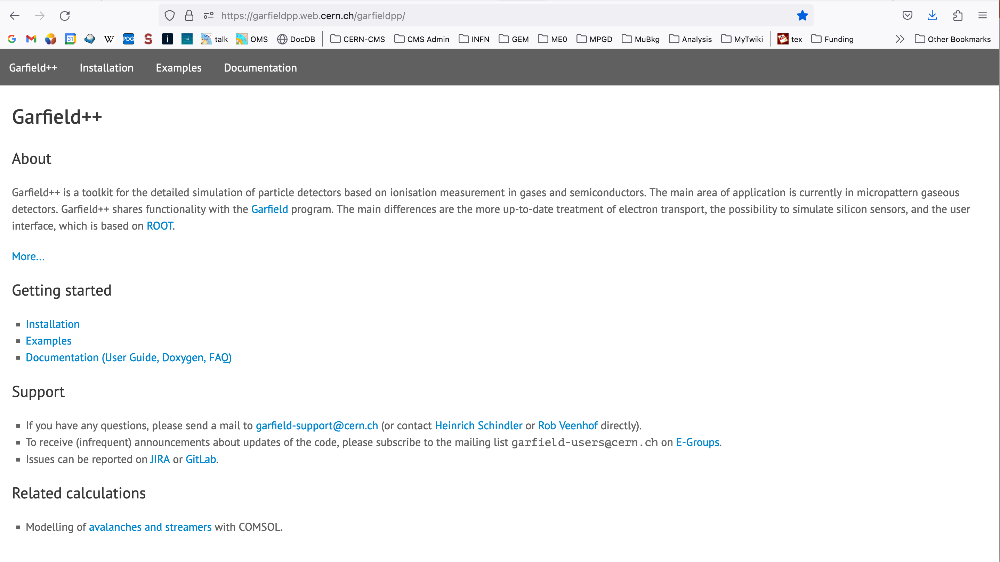 https://garfieldpp.web.cern.ch/garfieldpp/
G 31 W PDG S i nu CMS Talk talk CMS OMS DocDB CERN-CMS CMS Admin INFN GEM ME0 MPGD MuBkg Analysis MyTwiki tex Funding Other Bookmarks
Garfield++ Installation Examples Documentation
Garfield++
About
Garfield++ is a toolkit for the detailed simulation of particle detectors based on ionisation measurement in gases and semiconductors. The main area of application is currently in micropattern gaseous
detectors. Garfield++ shares functionality with the Garfield program. The main differences are the more up-to-date treatment of electron transport, the possibility to simulate silicon sensors, and the user
interface, which is based on ROOT.
More...
Getting started
Installation
Examples
Documentation (User Guide, Doxygen, FAQ)
Support
If you have any questions, please send a mail to garfield-support@cern.ch (or contact Heinrich Schindler or Rob Veenhof directly).
To receive (infrequent) announcements about updates of the code, please subscribe to the mailing list garfield-users@cern.ch on E-Groups.
Issues can be reported on JIRA or GitLab.
Related calculations
Modelling of avalanches and streamers with COMSOL.